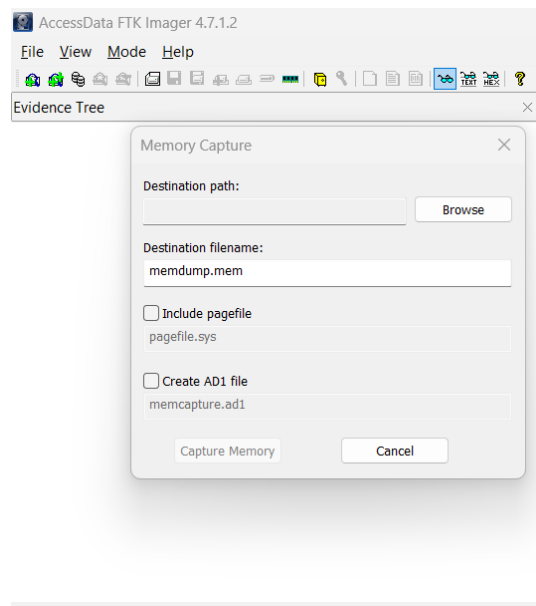 AccessData FTK Imager 4.7.1.2
File View Mode Help
TEXT HEX
Evidence Tree
Memory Capture
Destination path:
Browse
Destination filename:
memdump.mem
Include pagefile
pagefile.sys
Create AD1 file
memcapture.ad1
Capture Memory Cancel